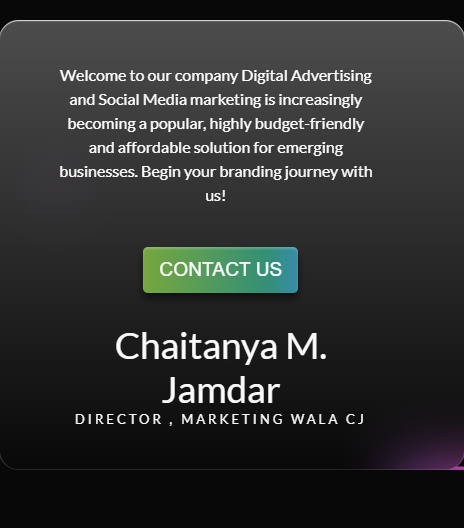 Welcome to our company Digital Advertising
and Social Media marketing is increasingly
becoming a popular, highly budget-friendly
and affordable solution for emerging
businesses. Begin your branding journey with
us!
CONTACT US
Chaitanya M.
Jamdar
DIRECTOR , MARKETING WALA CJ